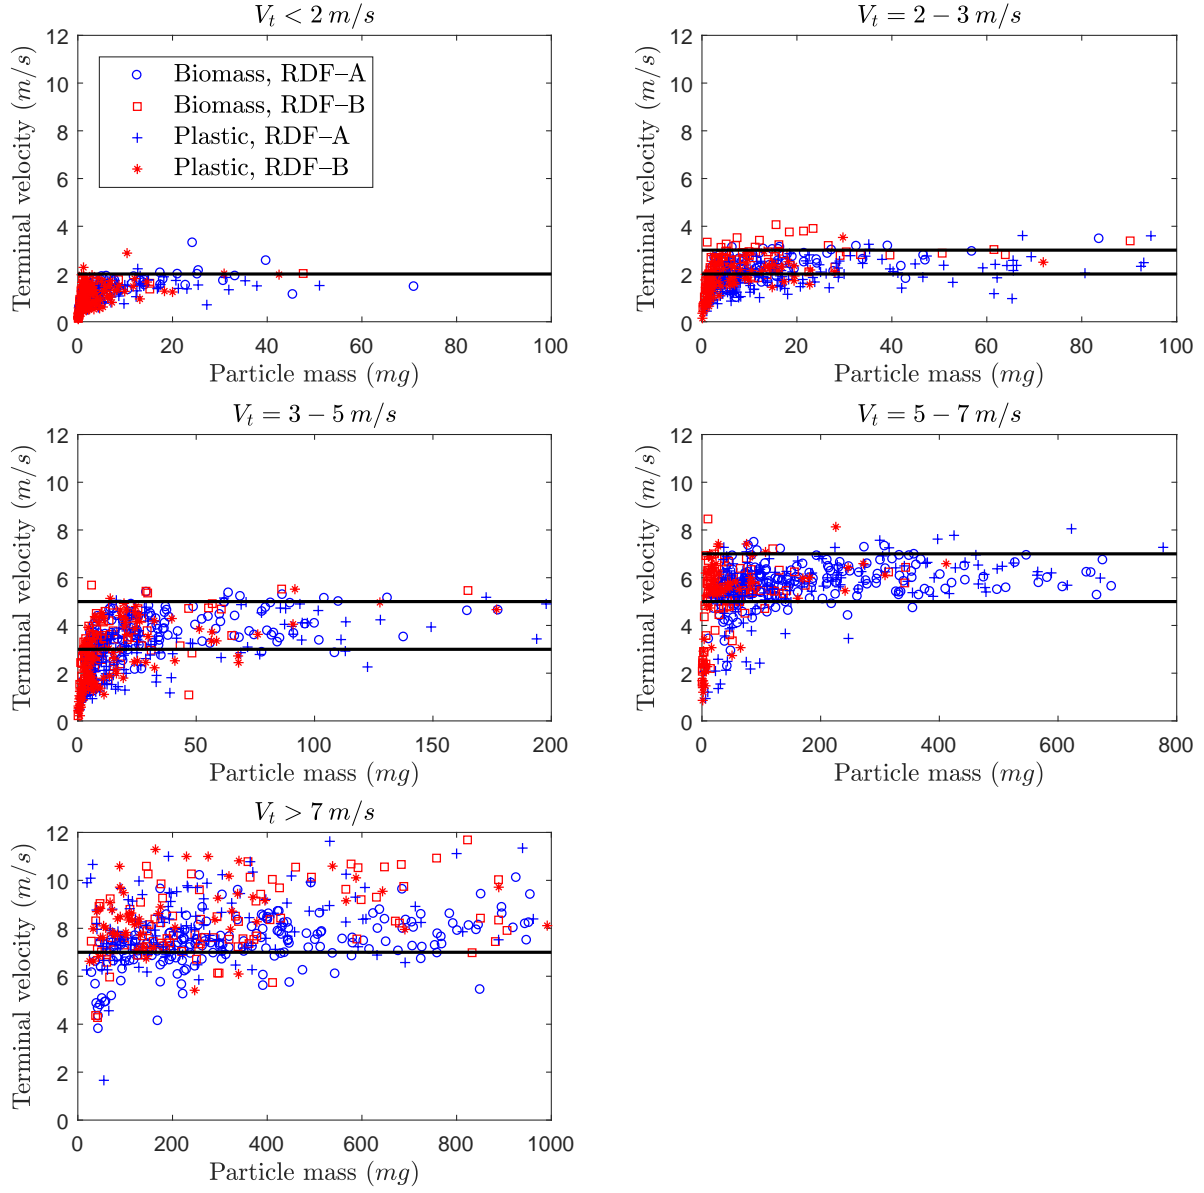 V_t < 2 m/s
12
10
8
6
4
2
0
Terminal velocity (m/s)
Biomass, RDF–A
Biomass, RDF–B
Plastic, RDF–A
Plastic, RDF–B
0 20 40 60 80 100
Particle mass (mg)
V_t = 2 − 3 m/s
12
10
8
6
4
2
0
Terminal velocity (m/s)
0 20 40 60 80 100
Particle mass (mg)
V_t = 3 − 5 m/s
12
10
8
6
4
2
0
Terminal velocity (m/s)
0 50 100 150 200
Particle mass (mg)
V_t = 5 − 7 m/s
12
10
8
6
4
2
0
Terminal velocity (m/s)
0 200 400 600 800
Particle mass (mg)
V_t > 7 m/s
12
10
8
6
4
2
0
Terminal velocity (m/s)
0 200 400 600 800 1000
Particle mass (mg)